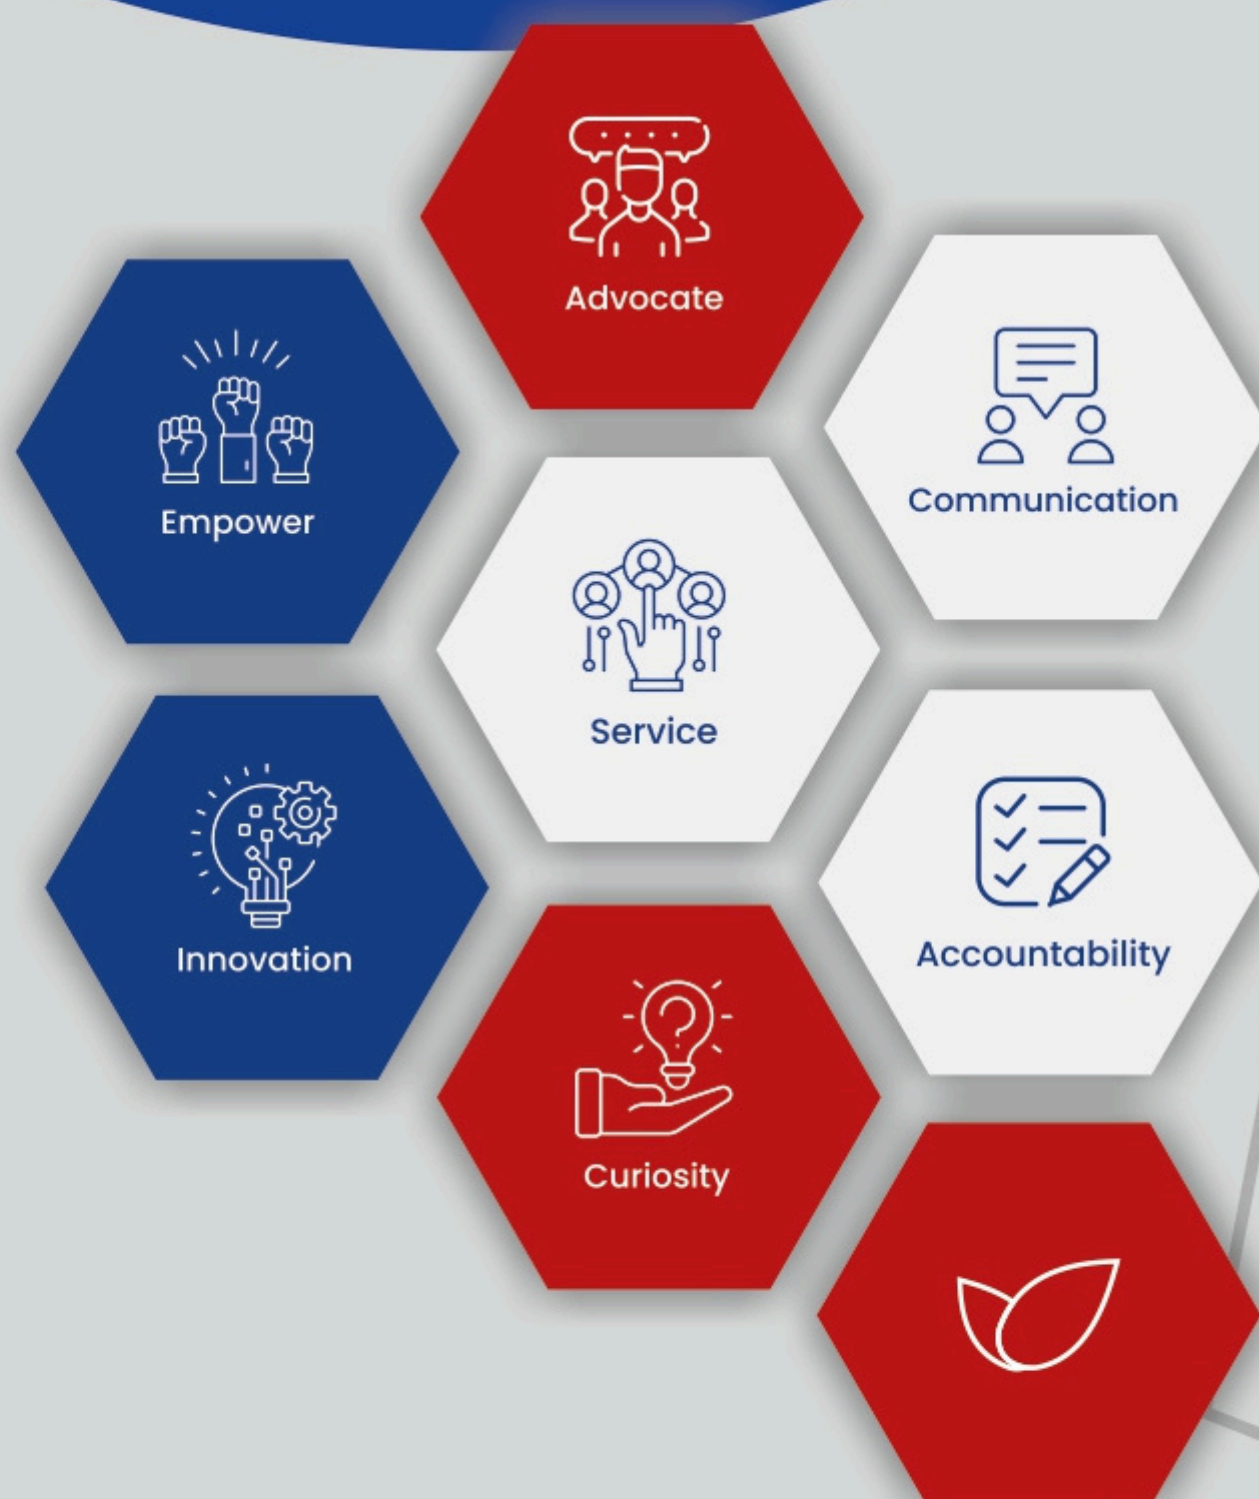 Advocate
Empower
Communication
Service
Innovation
Accountability
Curiosity